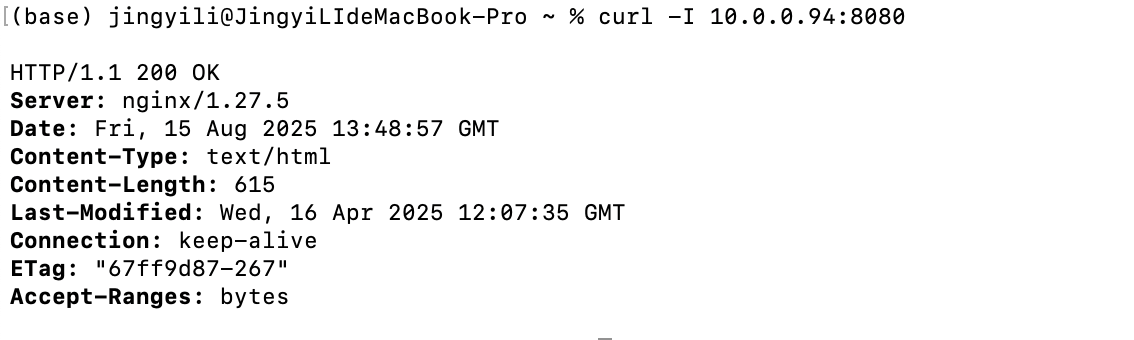 [(base) jingyili@JingyiLIdeMacBook-Pro ~ % curl -I 10.0.0.94:8080
HTTP/1.1 200 OK
Server: nginx/1.27.5
Date: Fri, 15 Aug 2025 13:48:57 GMT
Content-Type: text/html
Content-Length: 615
Last-Modified: Wed, 16 Apr 2025 12:07:35 GMT
Connection: keep-alive
ETag: "67ff9d87-267"
Accept-Ranges: bytes